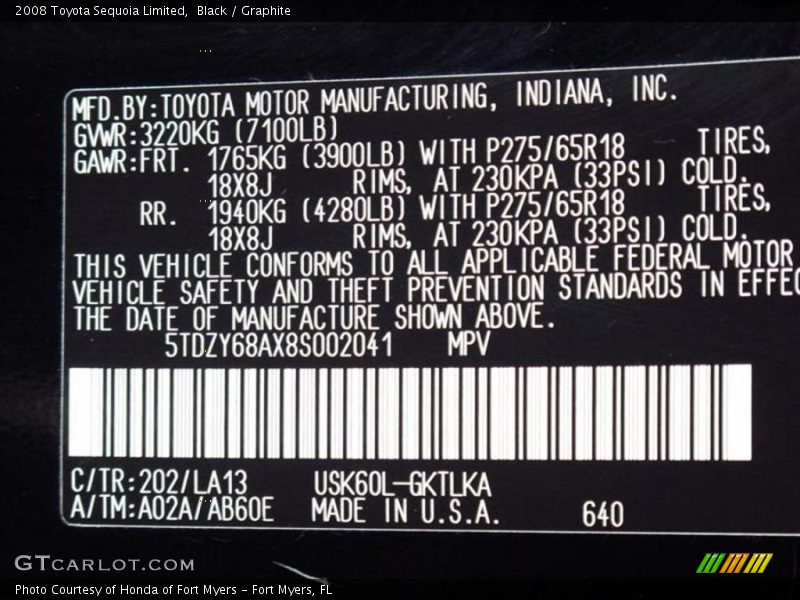 2008 Toyota Sequoia Limited,  Black / Graphite
MFD.BY:TOYOTA MOTOR MANUFACTURING, INDIANA, INC.
GVWR:3220KG (7100LB)
GAWR:FRT. 1765KG (3900LB) WITH P275/65R18 TIRES,
18X8J RIMS, AT 230KPA (33PSI) COLD.
RR. 1940KG (4280LB) WITH P275/65R18 TIRES,
18X8J RIMS, AT 230KPA (33PSI) COLD.
THIS VEHICLE CONFORMS TO ALL APPLICABLE FEDERAL MOTOR
VEHICLE SAFETY AND THEFT PREVENTION STANDARDS IN EFFEC
THE DATE OF MANUFACTURE SHOWN ABOVE.
5TDZY68AX8S002041 MPV
C/TR:202/LA13 USK60L-GKTLKA
A/TM:A02A/AB60E MADE IN U.S.A. 640
GTCARLOT.COM
Photo Courtesy of Honda of Fort Myers - Fort Myers, FL